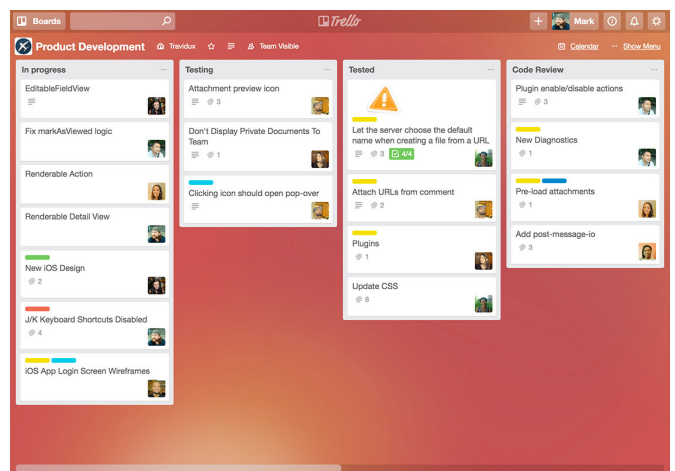 Boards
Trello
Mark
Product Development
Travidux
Team Visible
Calendar
Show Menu
In progress
EditableFieldView
Fix markAsViewed logic
Renderable Action
Renderable Detail View
New iOS Design
2
J/K Keyboard Shortcuts Disabled
4
iOS App Login Screen Wireframes
Testing
Attachment preview icon
3
Don't Display Private Documents To
Team
1
Clicking icon should open pop-over
Tested
Let the server choose the default
name when creating a file from a URL
3 4/4
Attach URLs from comment
2
Plugins
1
Update CSS
8
Code Review
Plugin enable/disable actions
3
New Diagnostics
1
Pre-load attachments
1
Add post-message-io
3